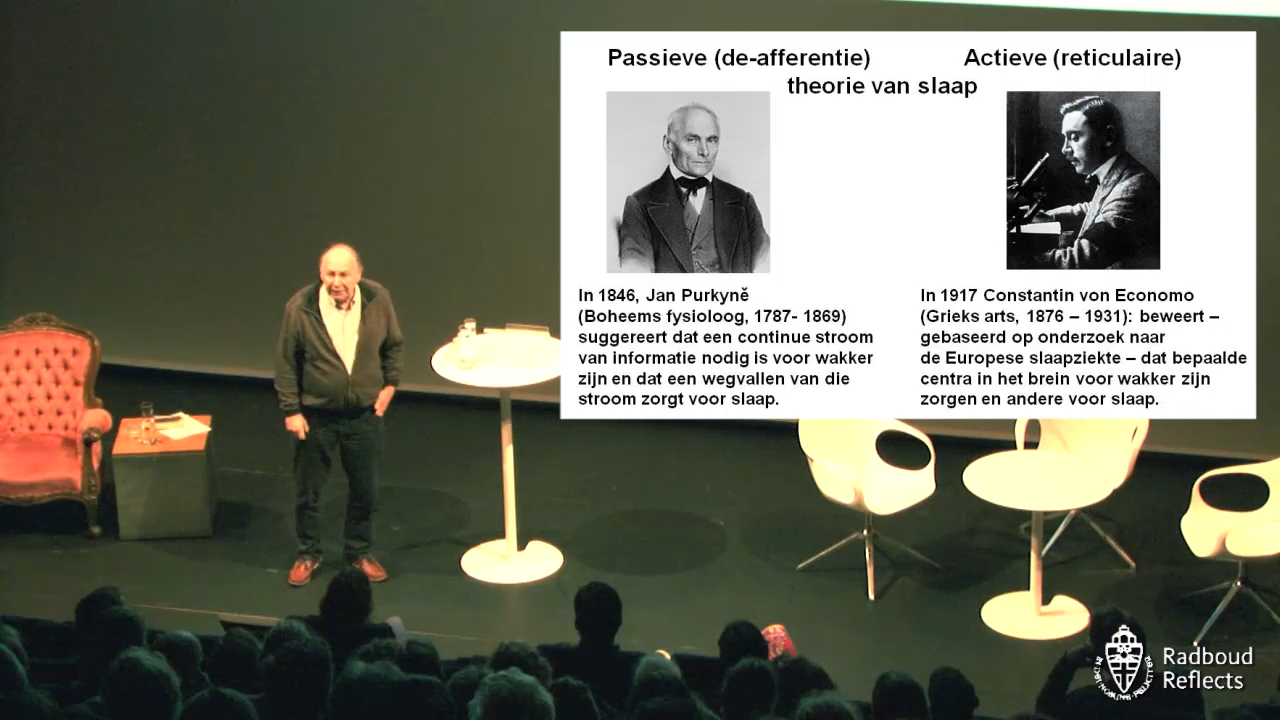 Passieve (de-afferentie)
Actieve (reticulaire)
theorie van slaap
In 1846, Jan Purkyně
(Boheems fysioloog, 1787- 1869)
suggereert dat een continue stroom
van informatie nodig is voor wakker
zijn en dat een wegvallen van die
stroom zorgt voor slaap.
In 1917 Constantin von Economo
(Grieks arts, 1876 – 1931): beweert –
gebaseerd op onderzoek naar
de Europese slaapziekte – dat bepaalde
centra in het brein voor wakker zijn
zorgen en andere voor slaap.
Radboud
Reflects